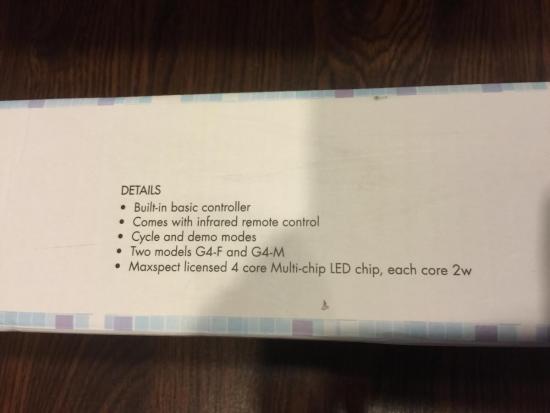 DETAILS
• Built-in basic controller
• Comes with infrared remote control
• Cycle and demo modes
• Two models G4-F and G4-M
• Maxspect licensed 4 core Multi-chip LED chip, each core 2w